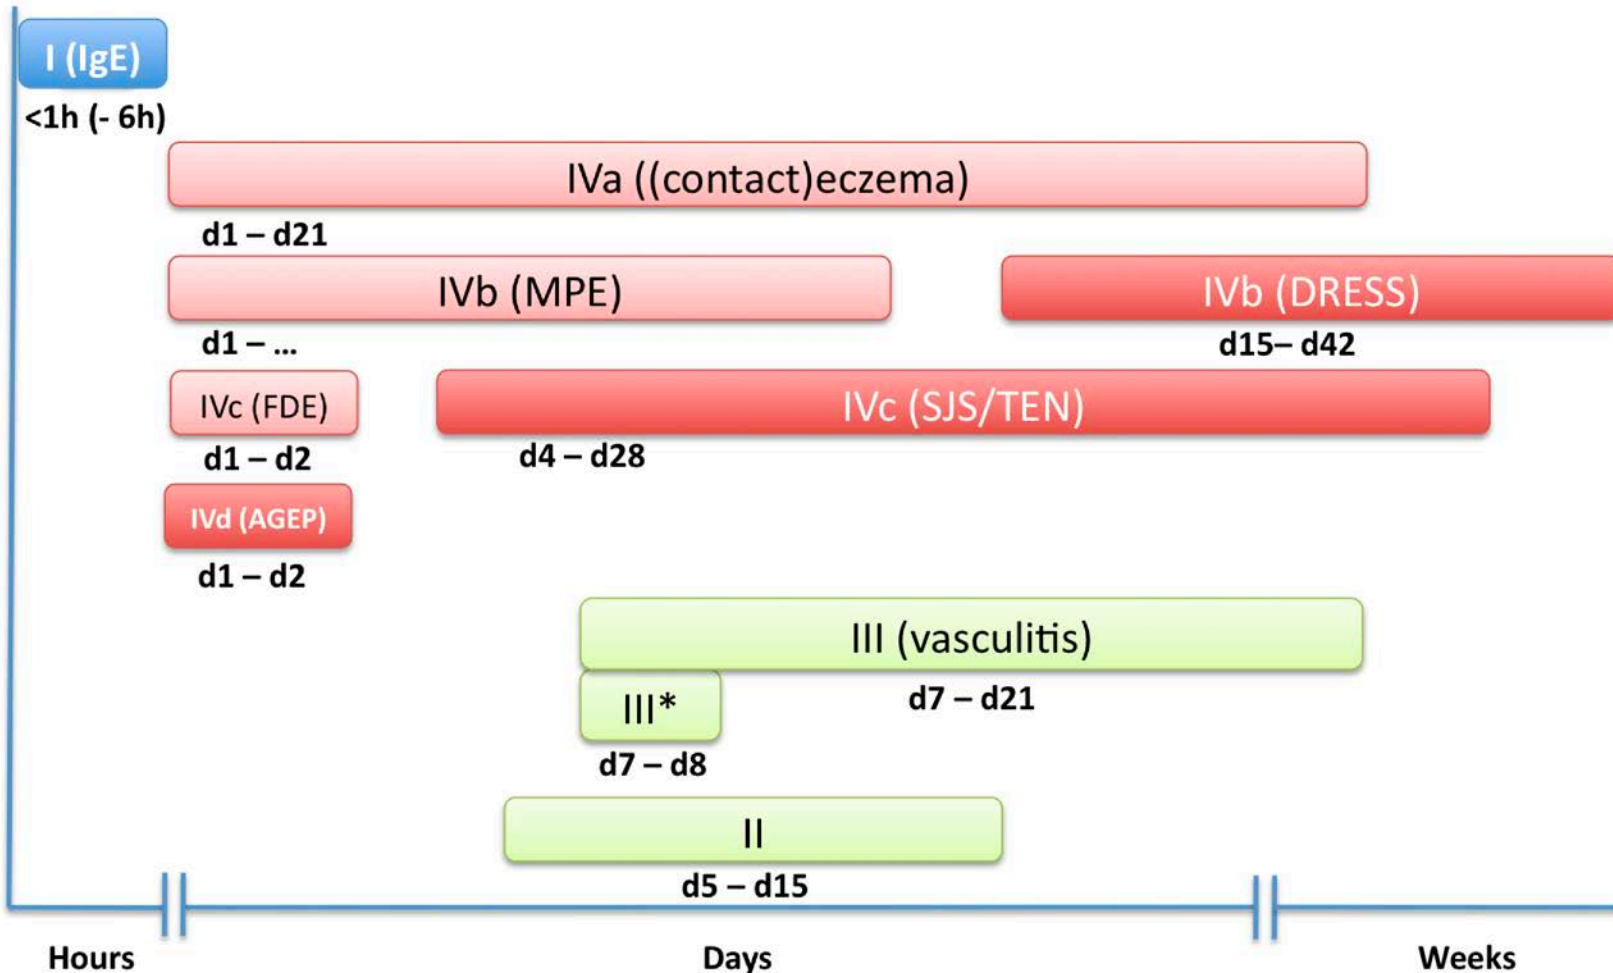 I (IgE)
<1h (- 6h)
IVa ((contact)eczema)
d1 – d21
IVb (MPE)
IVb (DRESS)
d1 – ...
d15– d42
IVc (FDE)
IVc (SJS/TEN)
d1 – d2
d4 – d28
IVd (AGEP)
d1 – d2
III (vasculitis)
d7 – d21
III*
d7 – d8
II
d5 – d15
Hours
Days
Weeks